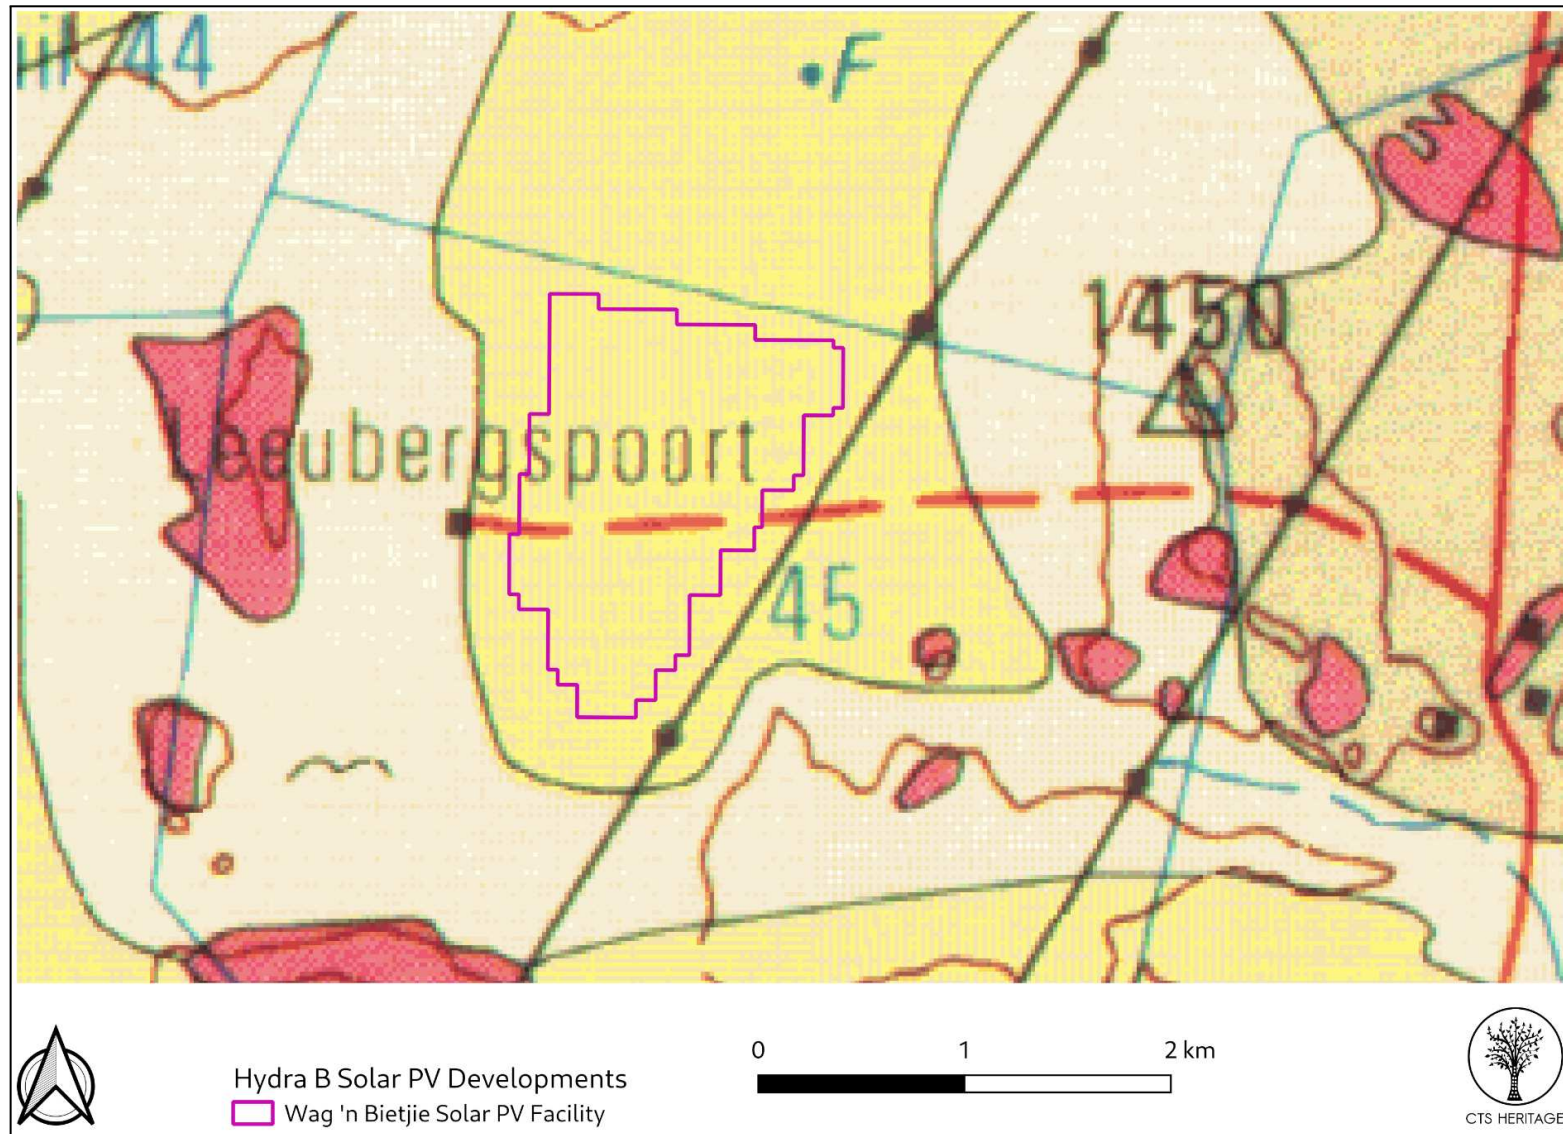 44
F
1450
Leeubergspoort
45
0 1 2 km
Hydra B Solar PV Developments
Wag 'n Bietjie Solar PV Facility
CTS HERITAGE